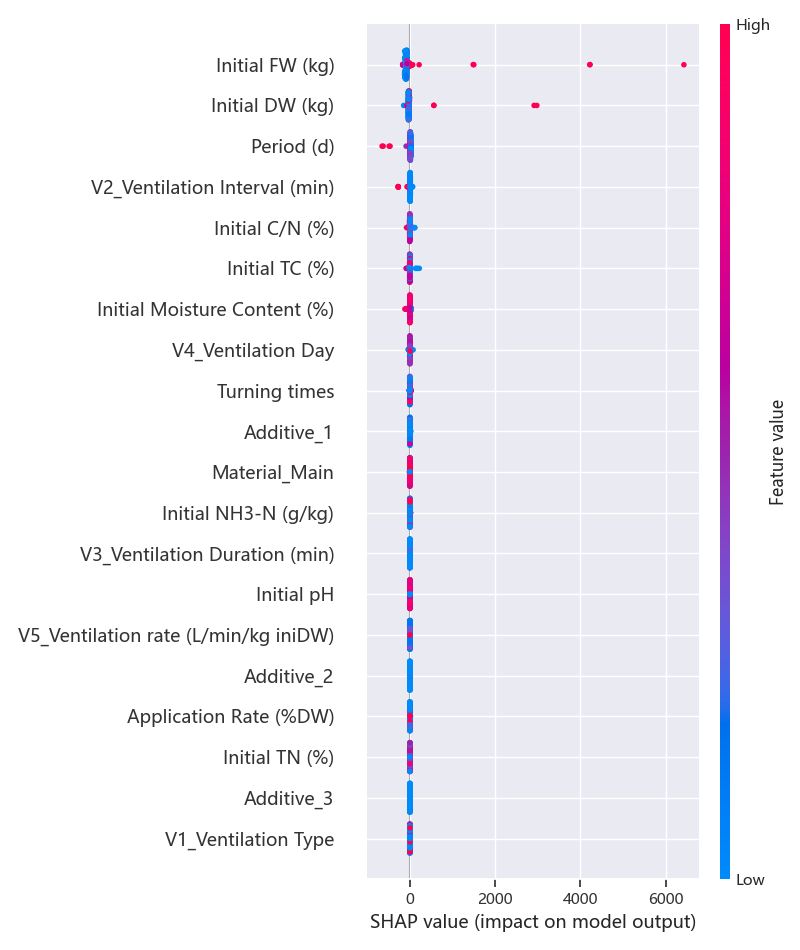 High
Initial FW (kg)
Initial DW (kg)
Period (d)
V2_Ventilation Interval (min)
Initial C/N (%)
Initial TC (%)
Initial Moisture Content (%)
V4_Ventilation Day
Turning times
Additive_1
Material_Main
Initial NH3-N (g/kg)
V3_Ventilation Duration (min)
Initial pH
V5_Ventilation rate (L/min/kg iniDW)
Additive_2
Application Rate (%DW)
Initial TN (%)
Additive_3
V1_Ventilation Type
Feature value
Low
0 2000 4000 6000
SHAP value (impact on model output)